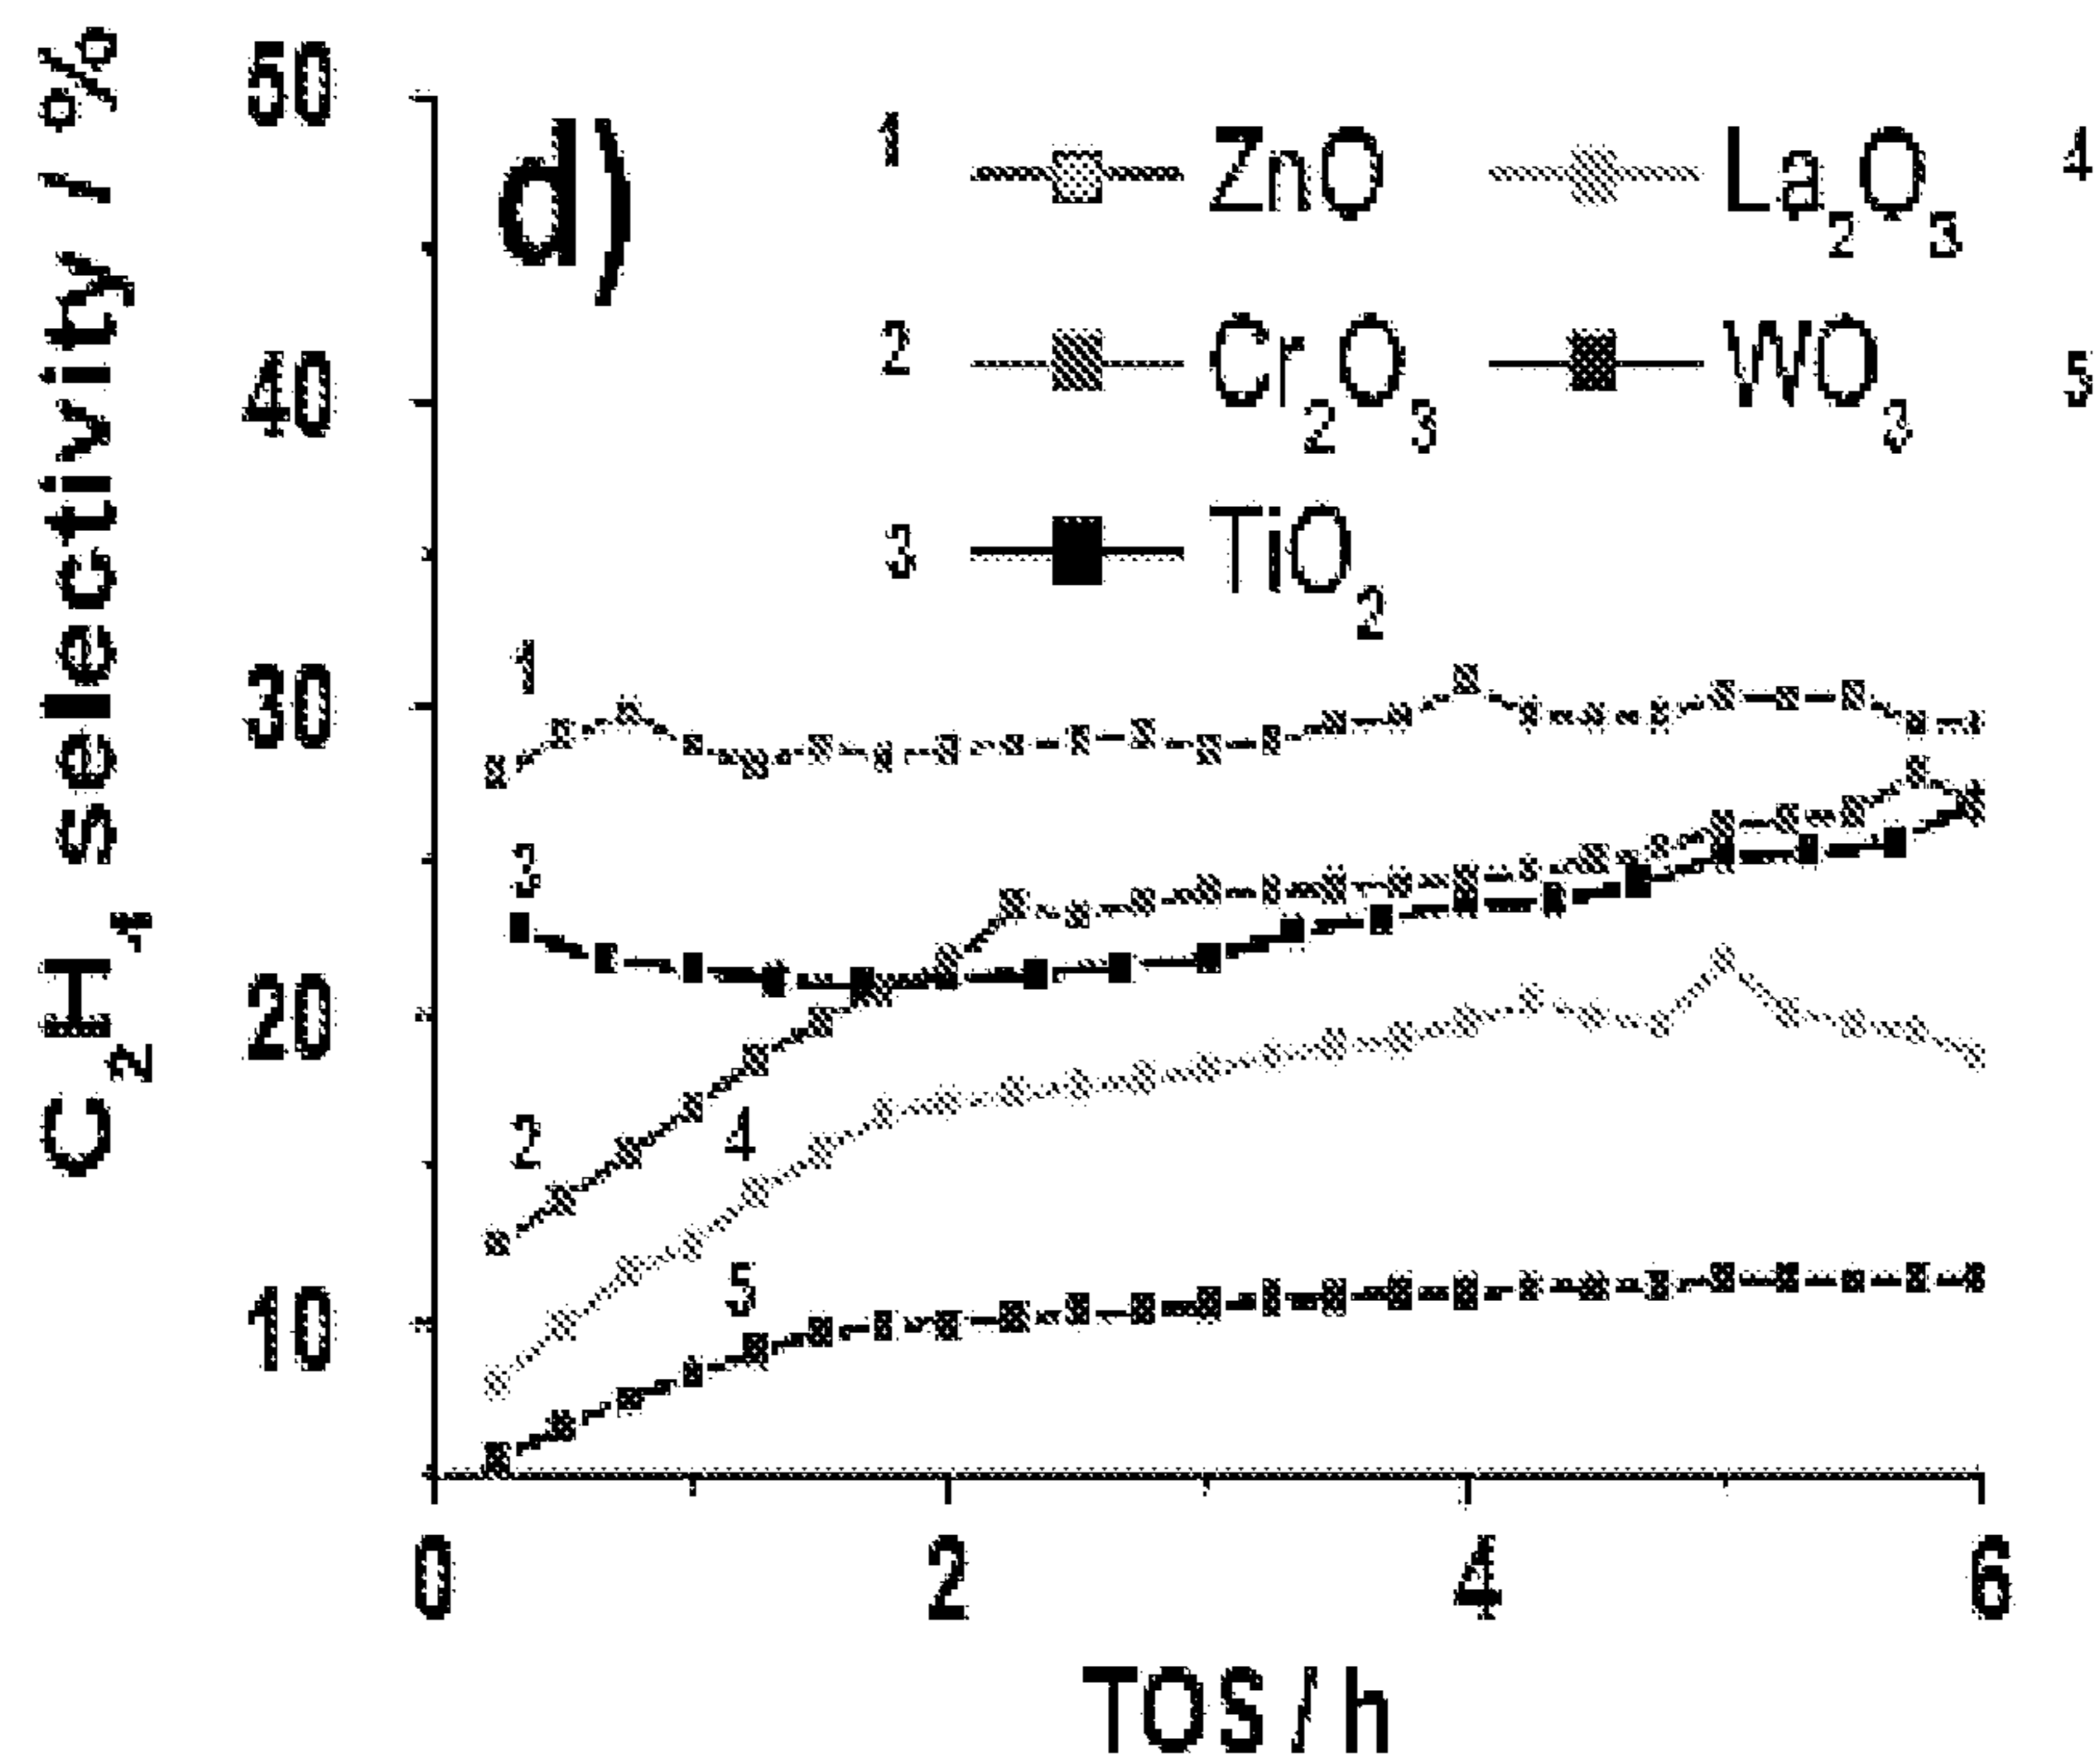 C₂H₄ selectivity / %
50
40
30
20
10
d)
1 ZnO La₂O₃ 4
2 Cr₂O₃ WO₃ 5
3 TiO₂
1
3
2
4
5
0 2 4 6
TOS / h